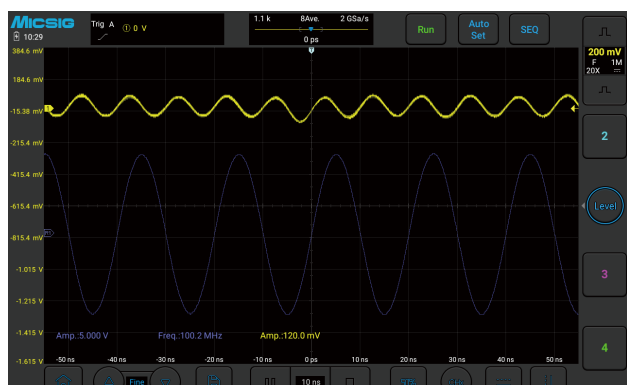 MICSIG
10:29
Trig A ① 0 V
1.1 k 8Ave. 2 GSa/s
T
0 ps
Run
Auto
Set
SEQ
200 mV
F 1M
20X
384.6 mV
184.6 mV
-15.38 mV
1
-215.4 mV
-415.4 mV
-615.4 mV
-815.4 mV
-1.015 V
-1.215 V
-1.415 V
-1.615 V
2
Level
3
4
Amp.:5.000 V Freq.:100.2 MHz Amp.:120.0 mV
-50 ns -40 ns -30 ns -20 ns -10 ns 0 ps 10 ns 20 ns 30 ns 40 ns 50 ns
Fine
10 ns